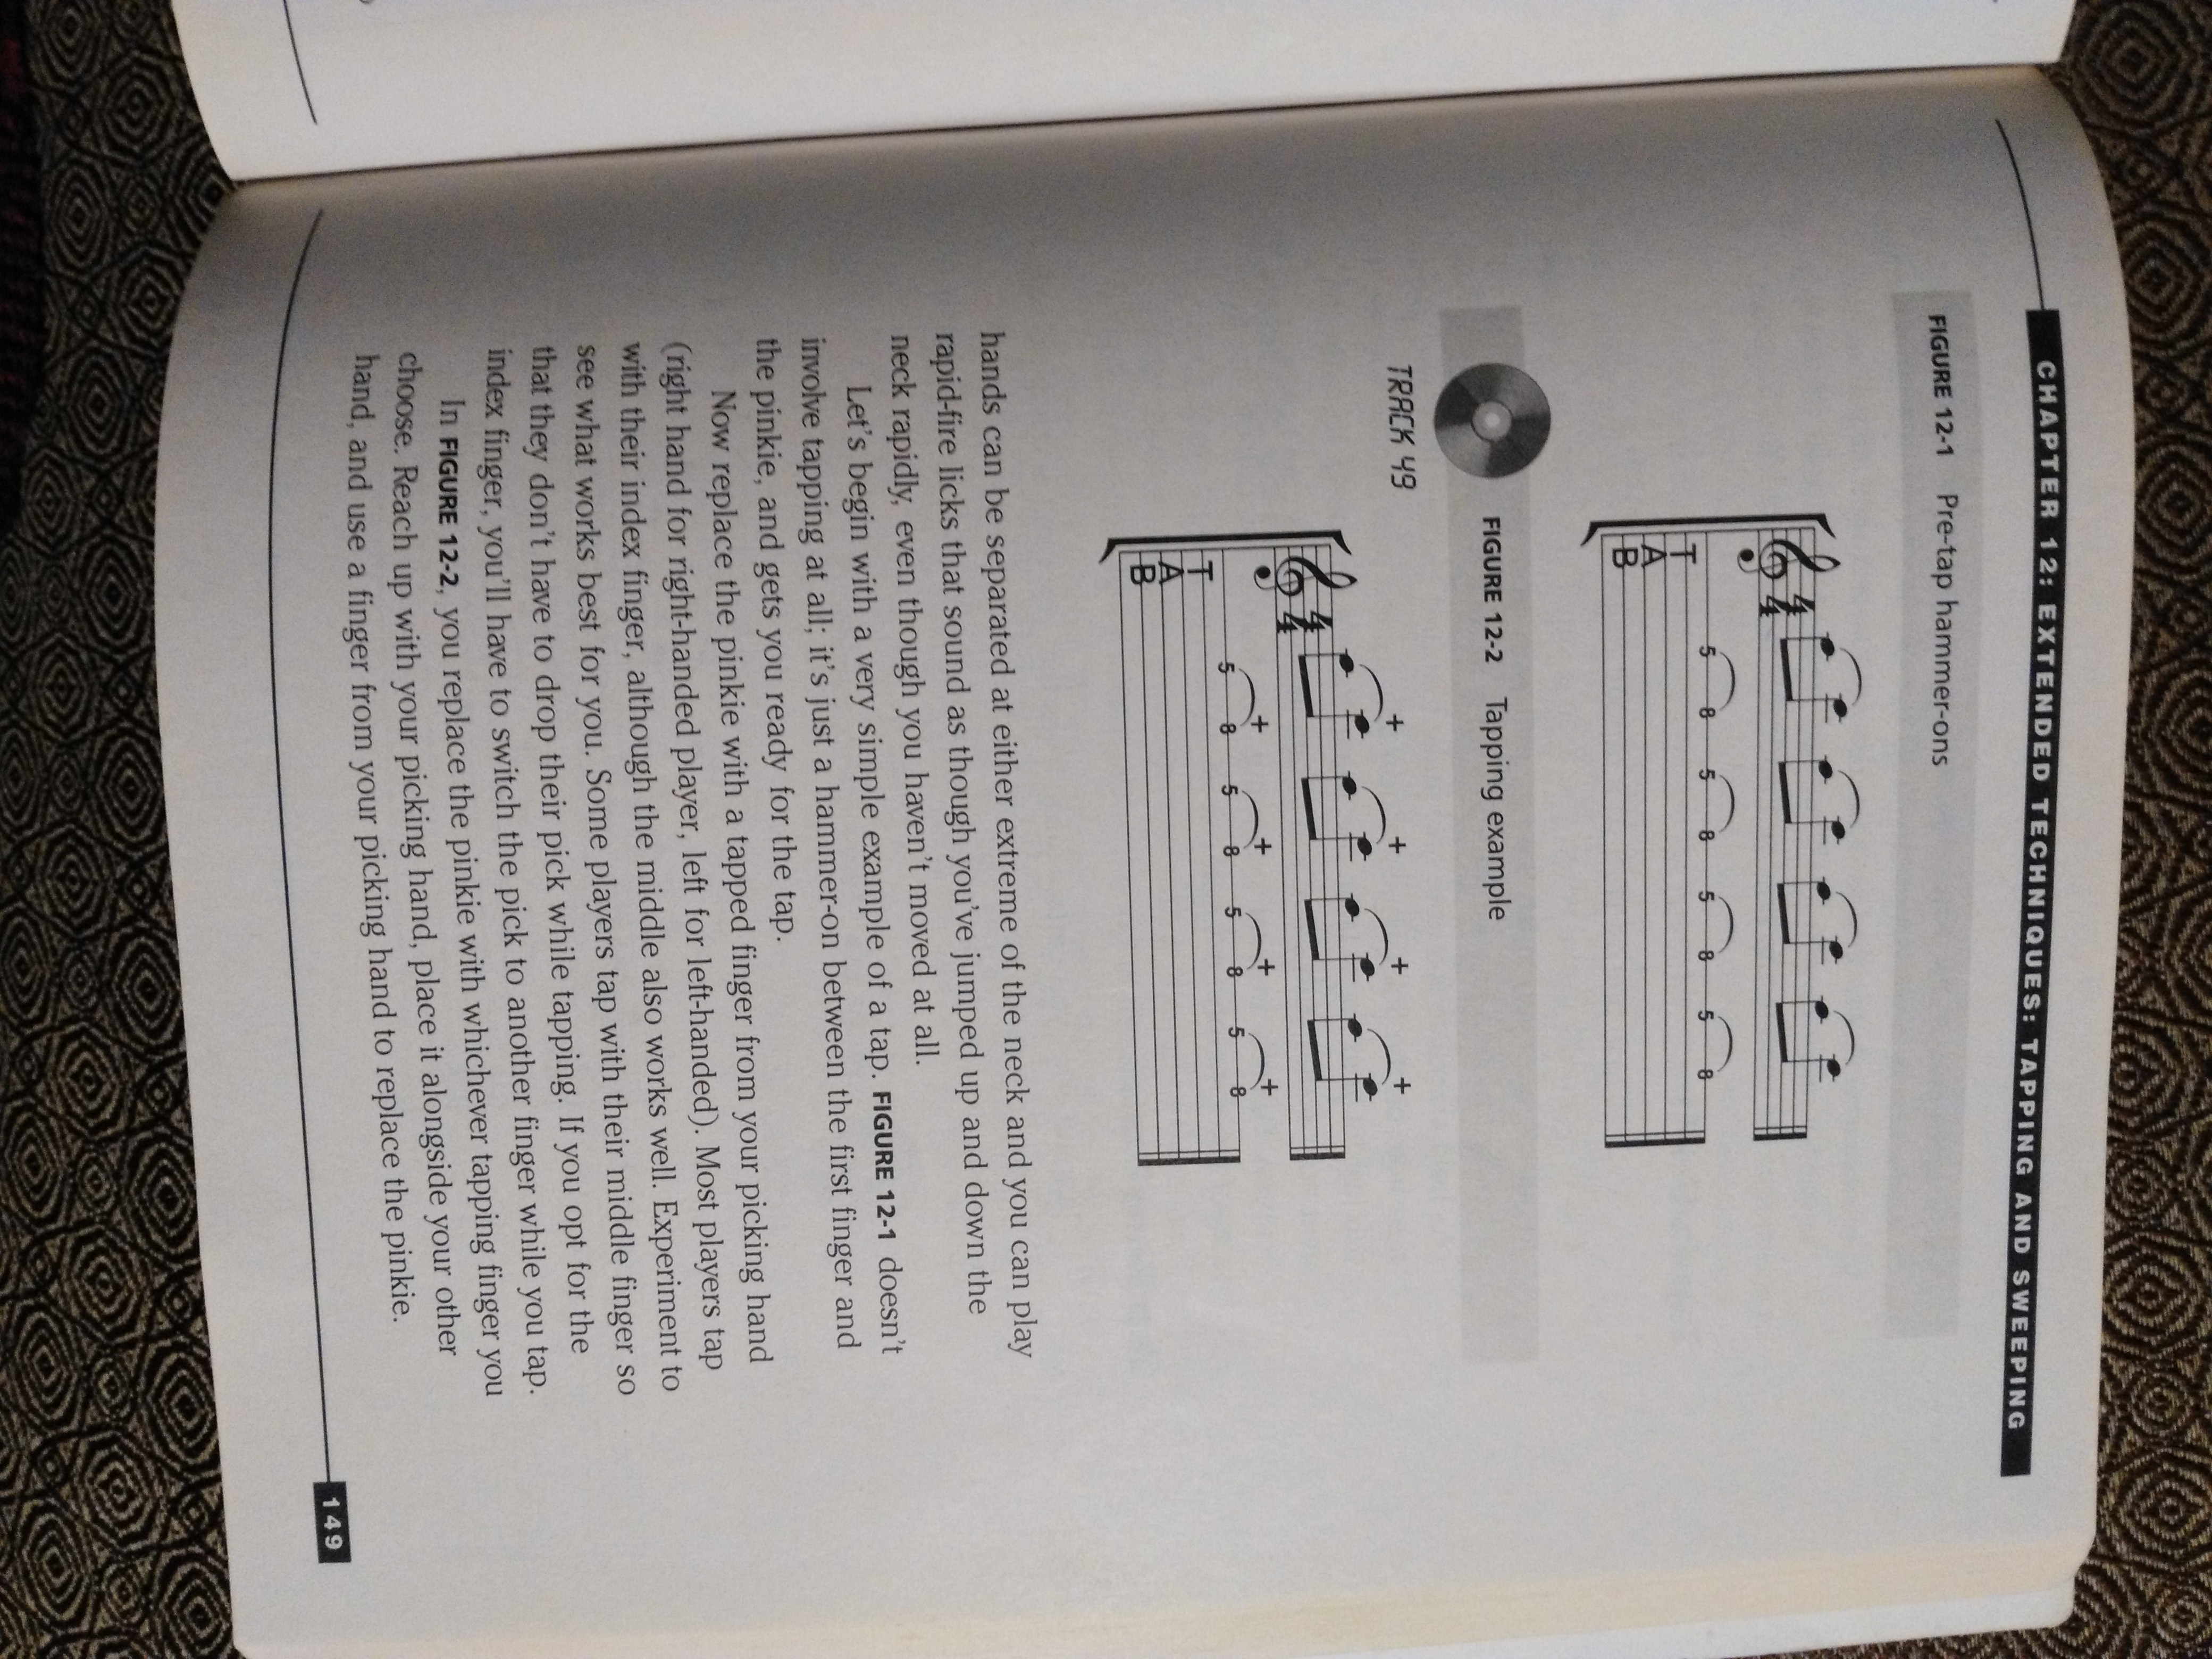 CHAPTER 12: EXTENDED TECHNIQUES: TAPPING AND SWEEPING
FIGURE 12-1 Pre-tap hammer-ons
4
4
T
A
B
5 8 5 8 5 8 5 8
FIGURE 12-2 Tapping example
TRACK 49
+ + + +
4
4
+ + + +
T
A
B
5 8 5 8 5 8 5 8
hands can be separated at either extreme of the neck and you can play
rapid-fire licks that sound as though you've jumped up and down the
neck rapidly, even though you haven't moved at all.
Let's begin with a very simple example of a tap. FIGURE 12-1 doesn't
involve tapping at all; it's just a hammer-on between the first finger and
the pinkie, and gets you ready for the tap.
Now replace the pinkie with a tapped finger from your picking hand
(right hand for right-handed player, left for left-handed). Most players tap
with their index finger, although the middle also works well. Experiment to
see what works best for you. Some players tap with their middle finger so
that they don't have to drop their pick while tapping. If you opt for the
index finger, you'll have to switch the pick to another finger while you tap.
In FIGURE 12-2, you replace the pinkie with whichever tapping finger you
choose. Reach up with your picking hand, place it alongside your other
hand, and use a finger from your picking hand to replace the pinkie.
149